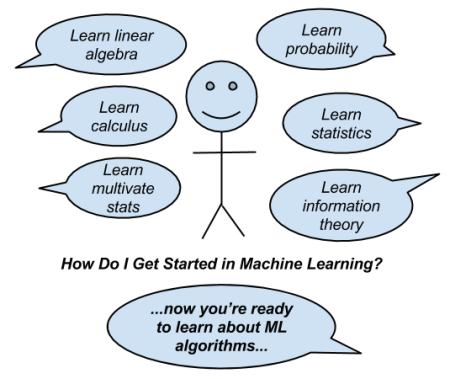 Learn linear
algebra
Learn
probability
Learn
calculus
Learn
statistics
Learn
multivate
stats
Learn
information
theory
How Do I Get Started in Machine Learning?
...now you're ready
to learn about ML
algorithms...